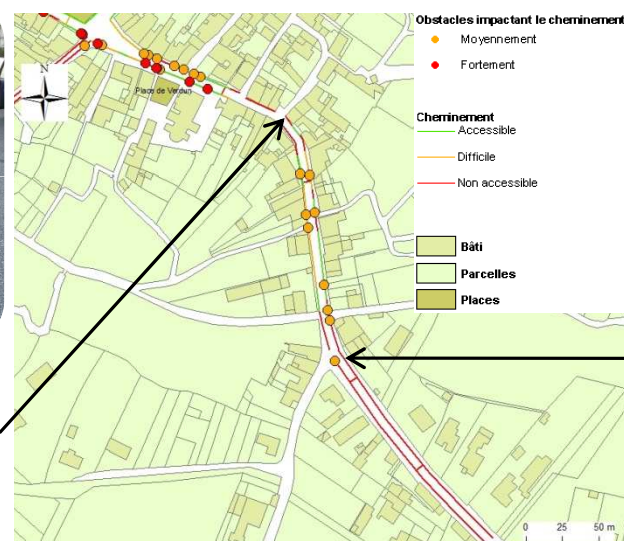 Obstacles impactant le cheminement
Moyennement
Fortement
Cheminement
Accessible
Difficile
Non accessible
Bâti
Parcelles
Places
N
Place de Verdun
0 25 50 m